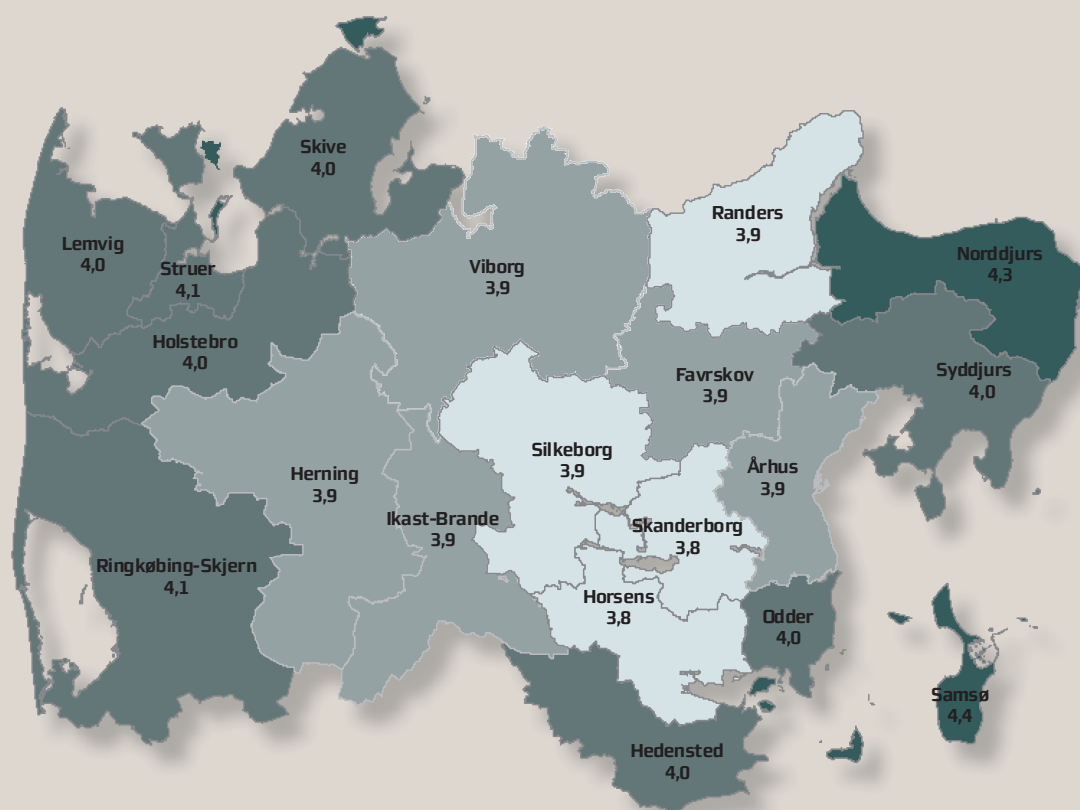 Skive
4,0
Randers
3,9
Lemvig
4,0
Struer
4,1
Viborg
3,9
Norddjurs
4,3
Holstebro
4,0
Favrskov
3,9
Syddjurs
4,0
Silkeborg
3,9
Herning
3,9
Århus
3,9
Ikast-Brande
3,9
Skanderborg
3,8
Ringkøbing-Skjern
4,1
Horsens
3,8
Odder
4,0
Samsø
4,4
Hedensted
4,0